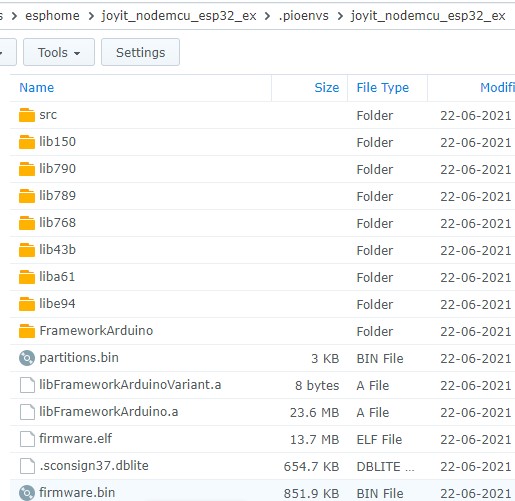 s > esphome > joyit_nodemcu_esp32_ex > .pioenvs > joyit_nodemcu_esp32_ex
Tools Settings
Name Size File Type Modifi
src Folder 22-06-2021
lib150 Folder 22-06-2021
lib790 Folder 22-06-2021
lib789 Folder 22-06-2021
lib768 Folder 22-06-2021
lib43b Folder 22-06-2021
liba61 Folder 22-06-2021
libe94 Folder 22-06-2021
FrameworkArduino Folder 22-06-2021
partitions.bin 3 KB BIN File 22-06-2021
libFrameworkArduinoVariant.a 8 bytes A File 22-06-2021
libFrameworkArduino.a 23.6 MB A File 22-06-2021
firmware.elf 13.7 MB ELF File 22-06-2021
.sconsign37.dblite 654.7 KB DBLITE ... 22-06-2021
firmware.bin 851.9 KB BIN File 22-06-2021